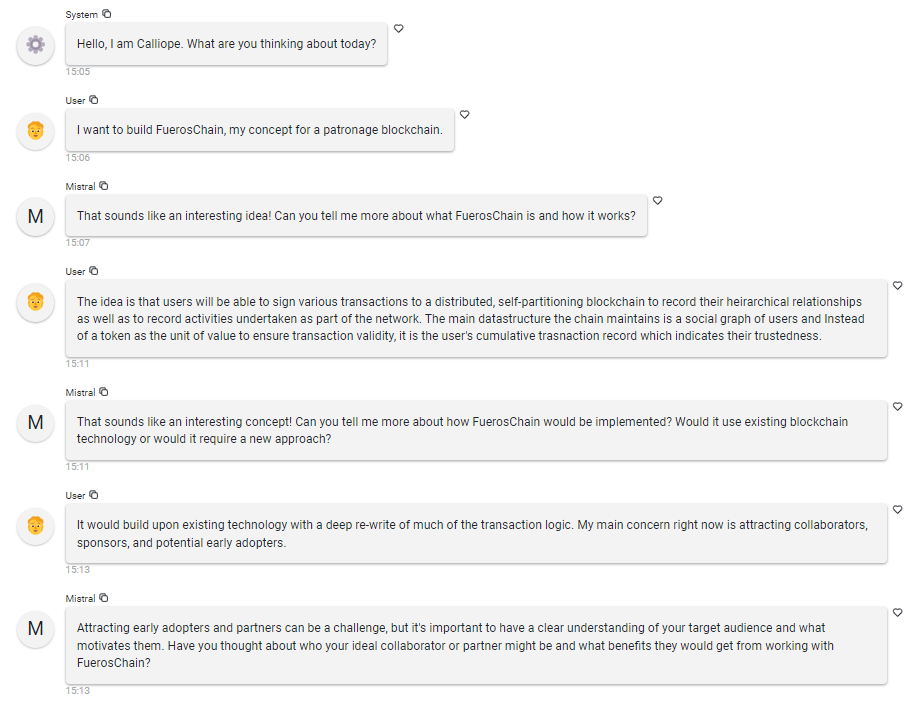 System
Hello, I am Calliope. What are you thinking about today?
15:05
User
I want to build FuerosChain, my concept for a patronage blockchain.
15:06
Mistral
M
That sounds like an interesting idea! Can you tell me more about what FuerosChain is and how it works?
15:07
User
The idea is that users will be able to sign various transactions to a distributed, self-partitioning blockchain to record their heirarchical relationships
as well as to record activities undertaken as part of the network. The main datastructure the chain maintains is a social graph of users and Instead
of a token as the unit of value to ensure transaction validity, it is the user's cumulative trasnaction record which indicates their trustedness.
15:11
Mistral
M
That sounds like an interesting concept! Can you tell me more about how FuerosChain would be implemented? Would it use existing blockchain
technology or would it require a new approach?
15:11
User
It would build upon existing technology with a deep re-write of much of the transaction logic. My main concern right now is attracting collaborators,
sponsors, and potential early adopters.
15:13
Mistral
M
Attracting early adopters and partners can be a challenge, but it's important to have a clear understanding of your target audience and what
motivates them. Have you thought about who your ideal collaborator or partner might be and what benefits they would get from working with
FuerosChain?
15:13